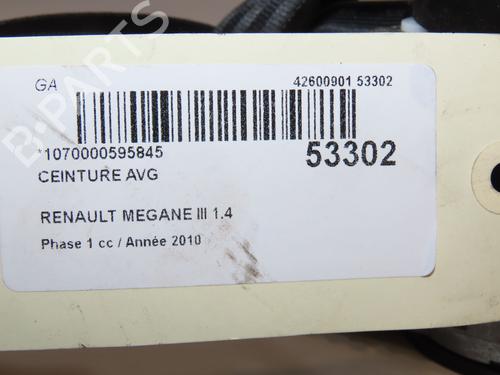 GA
42600901 53302
*1070000595845
53302
CEINTURE AVG
RENAULT MEGANE III 1.4
Phase 1 cc / Année 2010
B-PARTS